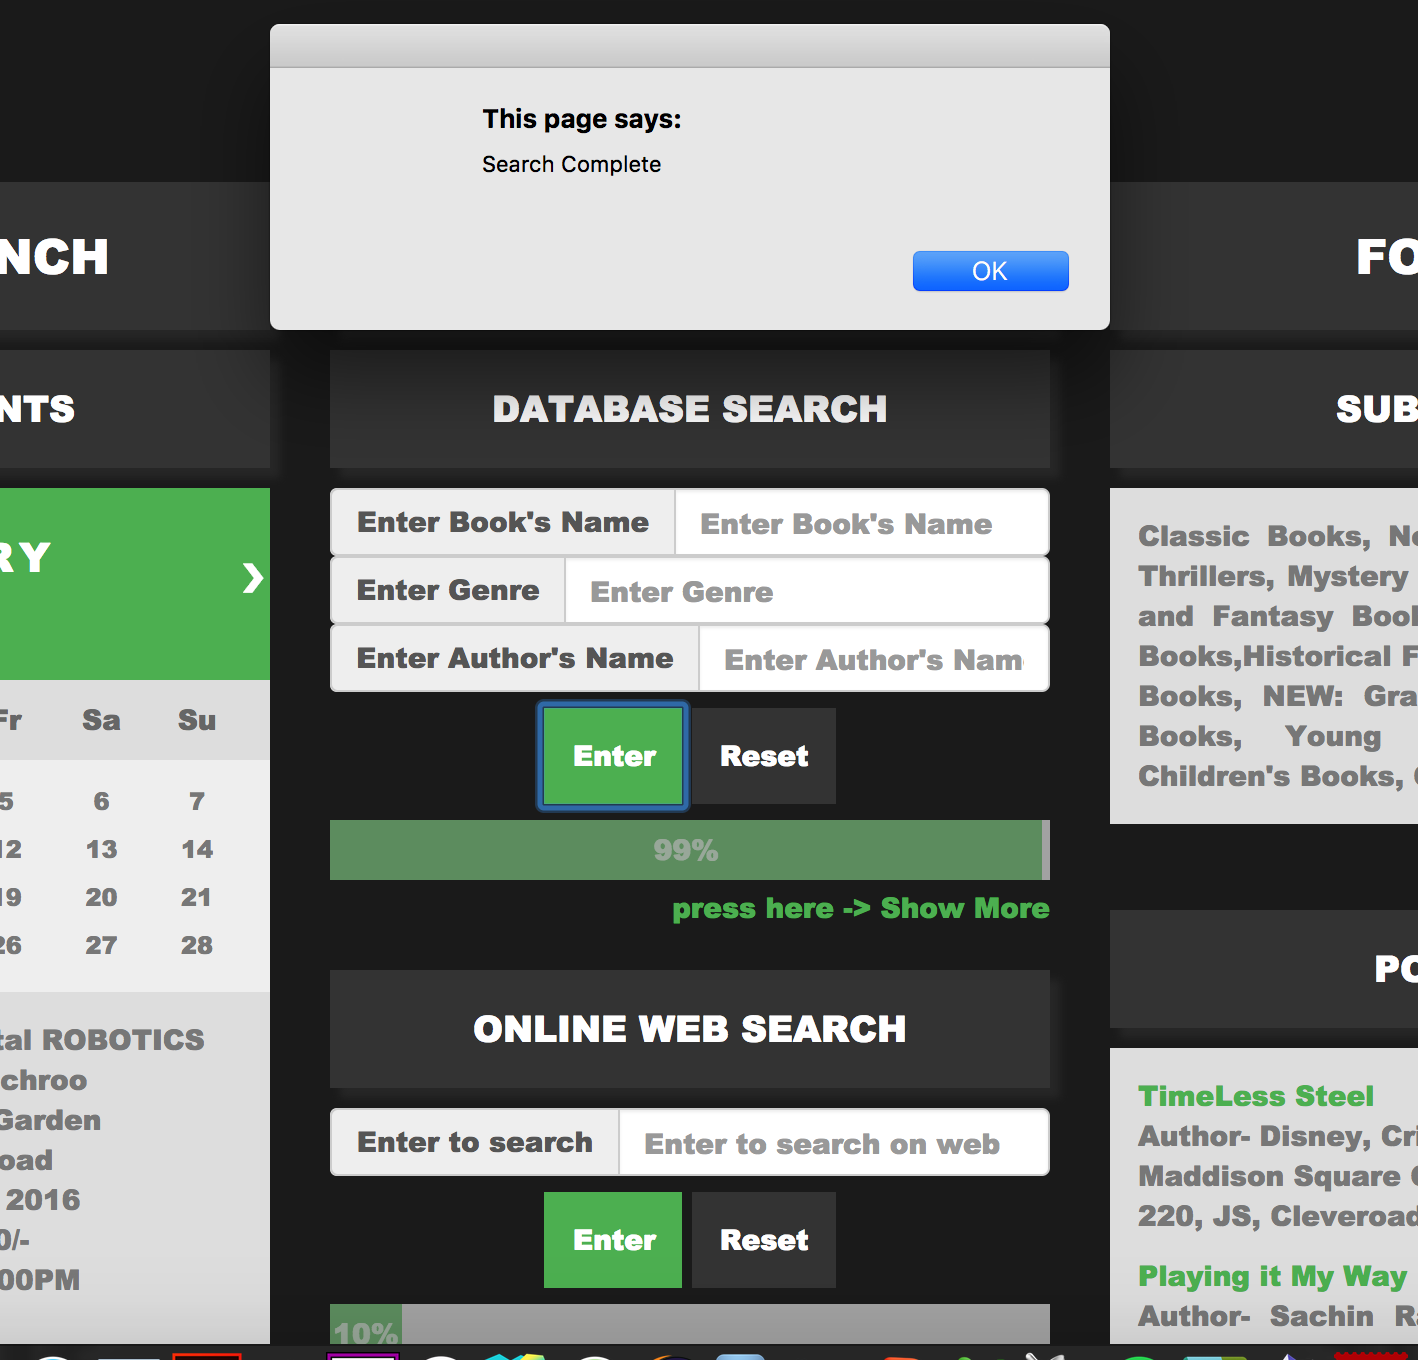 This page says:
Search Complete
OK
NCH
FO
NTS
RY
❯
Fr Sa Su
5 6 7
12 13 14
19 20 21
26 27 28
tal ROBOTICS
chroo
Garden
oad
2016
0/-
00PM
DATABASE SEARCH
Enter Book's Name Enter Book's Name
Enter Genre Enter Genre
Enter Author's Name Enter Author's Nam
Enter Reset
99%
press here -> Show More
ONLINE WEB SEARCH
Enter to search Enter to search on web
Enter Reset
10%
SUB
Classic Books, No
Thrillers, Mystery
and Fantasy Book
Books,Historical F
Books, NEW: Gra
Books, Young
Children's Books,
PO
TimeLess Steel
Author- Disney, Cri
Maddison Square
220, JS, Cleveroad
Playing it My Way
Author- Sachin Ra